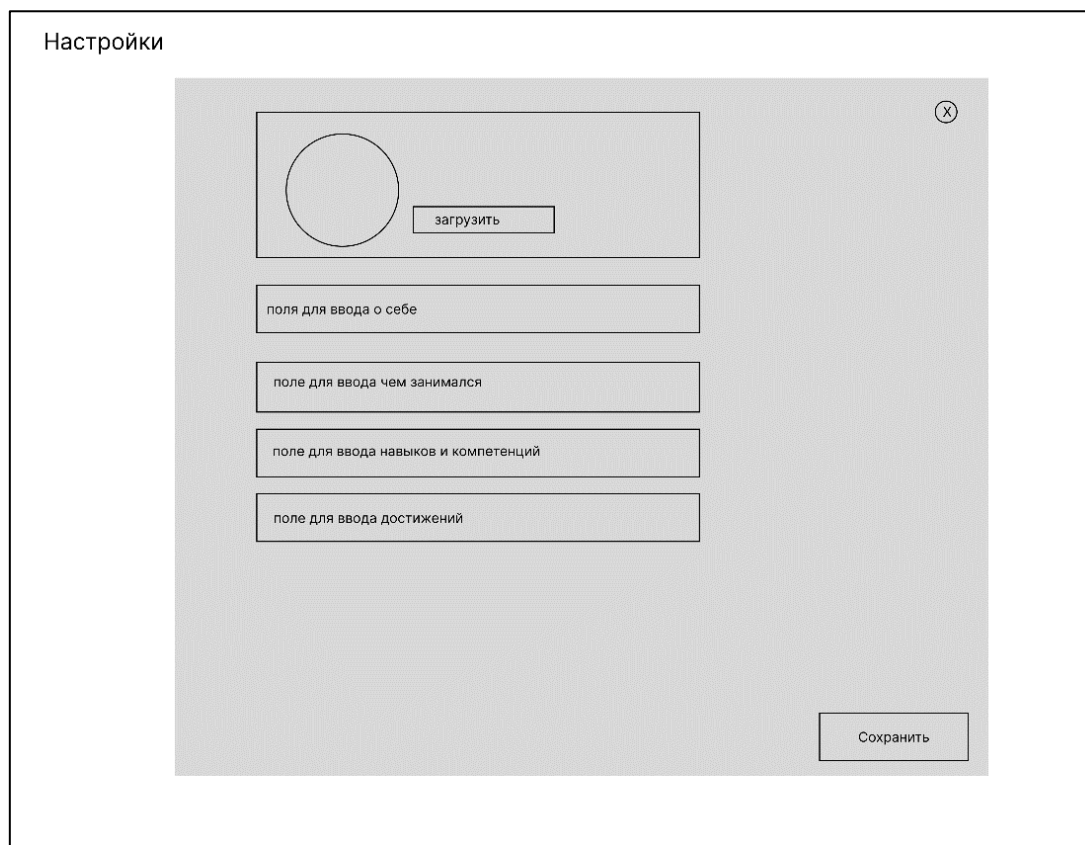 Настройки
X
загрузить
поля для ввода о себе
поле для ввода чем занимался
поле для ввода навыков и компетенций
поле для ввода достижений
Сохранить